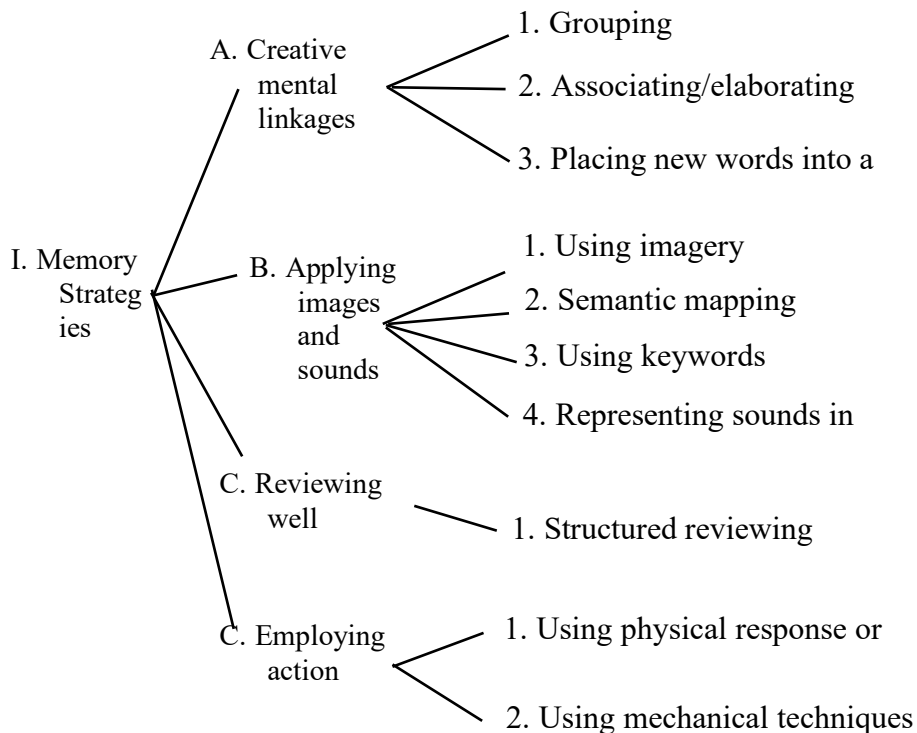 I. Memory
Strateg
ies
A. Creative
mental
linkages
1. Grouping
2. Associating/elaborating
3. Placing new words into a
B. Applying
images
and
sounds
1. Using imagery
2. Semantic mapping
3. Using keywords
4. Representing sounds in
C. Reviewing
well
1. Structured reviewing
C. Employing
action
1. Using physical response or
2. Using mechanical techniques